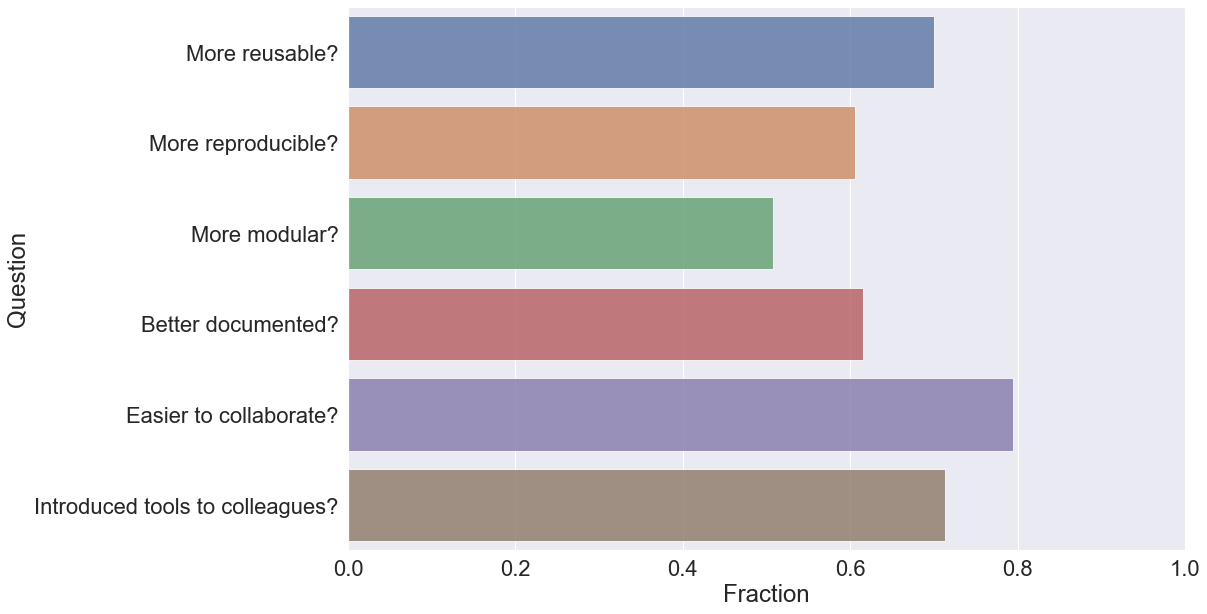 More reusable?
More reproducible?
More modular?
Better documented?
Easier to collaborate?
Introduced tools to colleagues?
Question
0.0 0.2 0.4 0.6 0.8 1.0
Fraction